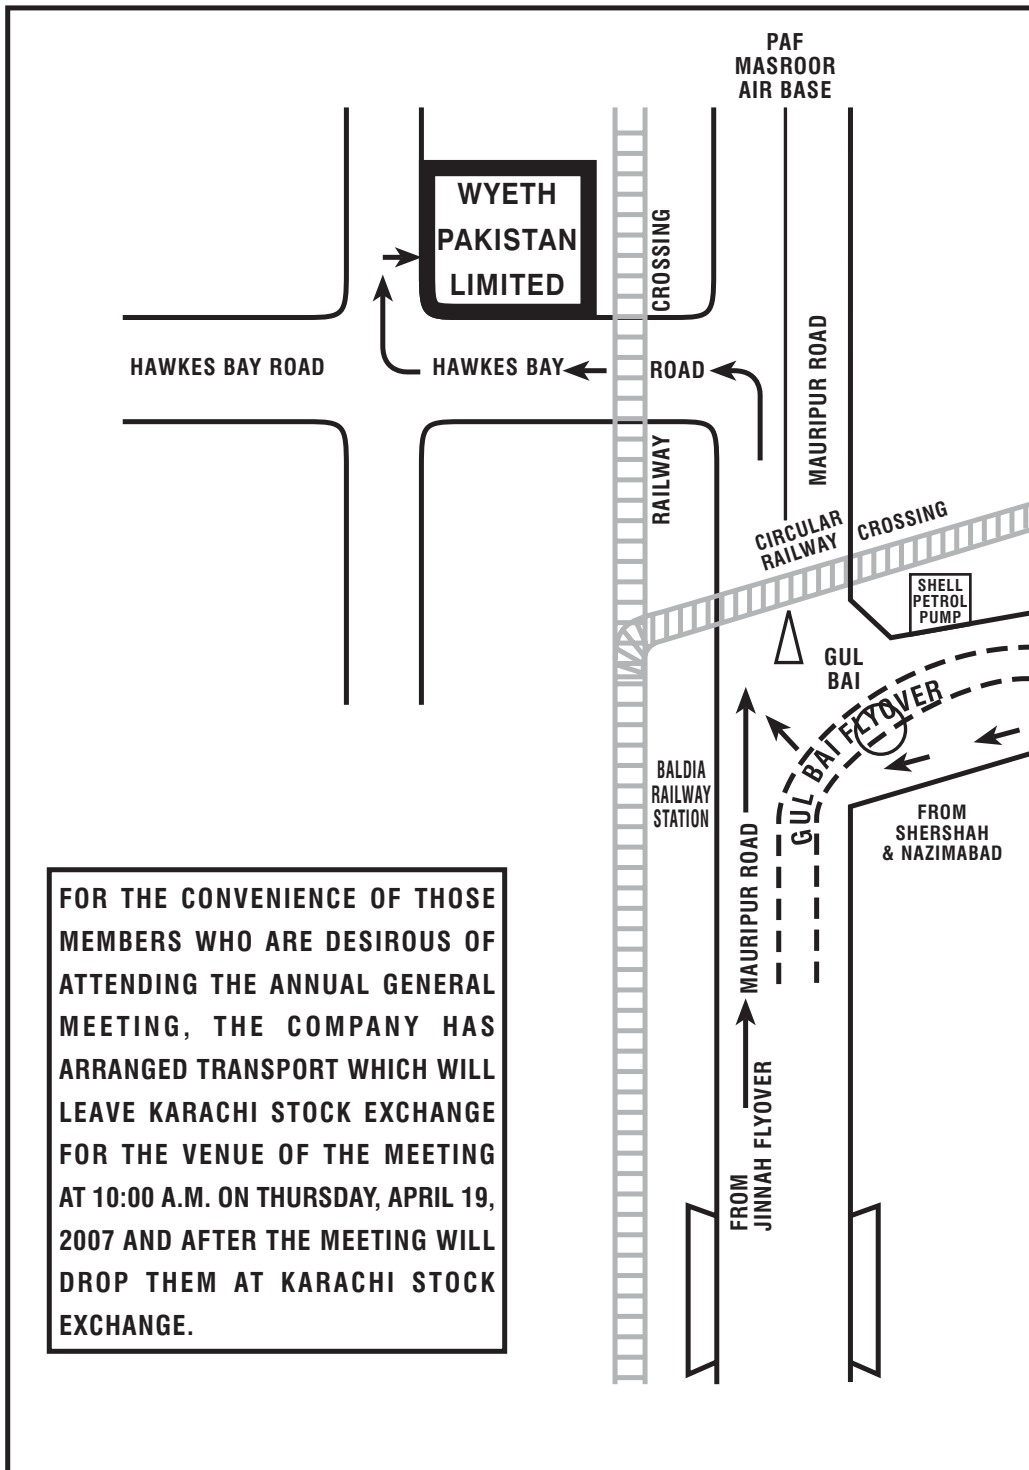 PAF
MASROOR
AIR BASE
WYETH
PAKISTAN
LIMITED
CROSSING
MAURIPUR ROAD
HAWKES BAY ROAD
HAWKES BAY
ROAD
RAILWAY
CIRCULAR
RAILWAY
CROSSING
SHELL
PETROL
PUMP
GUL
BAI
GUL BAI FLYOVER
BALDIA
RAILWAY
STATION
FROM
SHERSHAH
& NAZIMABAD
MAURIPUR ROAD
FROM
JINNAH FLYOVER
FOR THE CONVENIENCE OF THOSE
MEMBERS WHO ARE DESIROUS OF
ATTENDING THE ANNUAL GENERAL
MEETING, THE COMPANY HAS
ARRANGED TRANSPORT WHICH WILL
LEAVE KARACHI STOCK EXCHANGE
FOR THE VENUE OF THE MEETING
AT 10:00 A.M. ON THURSDAY, APRIL 19,
2007 AND AFTER THE MEETING WILL
DROP THEM AT KARACHI STOCK
EXCHANGE.